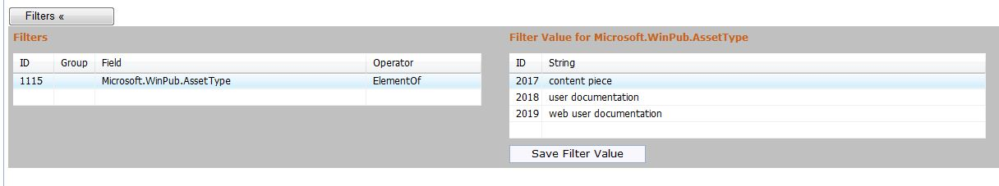 Filters «
Filters
ID Group Field Operator
1115 Microsoft.WinPub.AssetType ElementOf
Filter Value for Microsoft.WinPub.AssetType
ID String
2017 content piece
2018 user documentation
2019 web user documentation
Save Filter Value